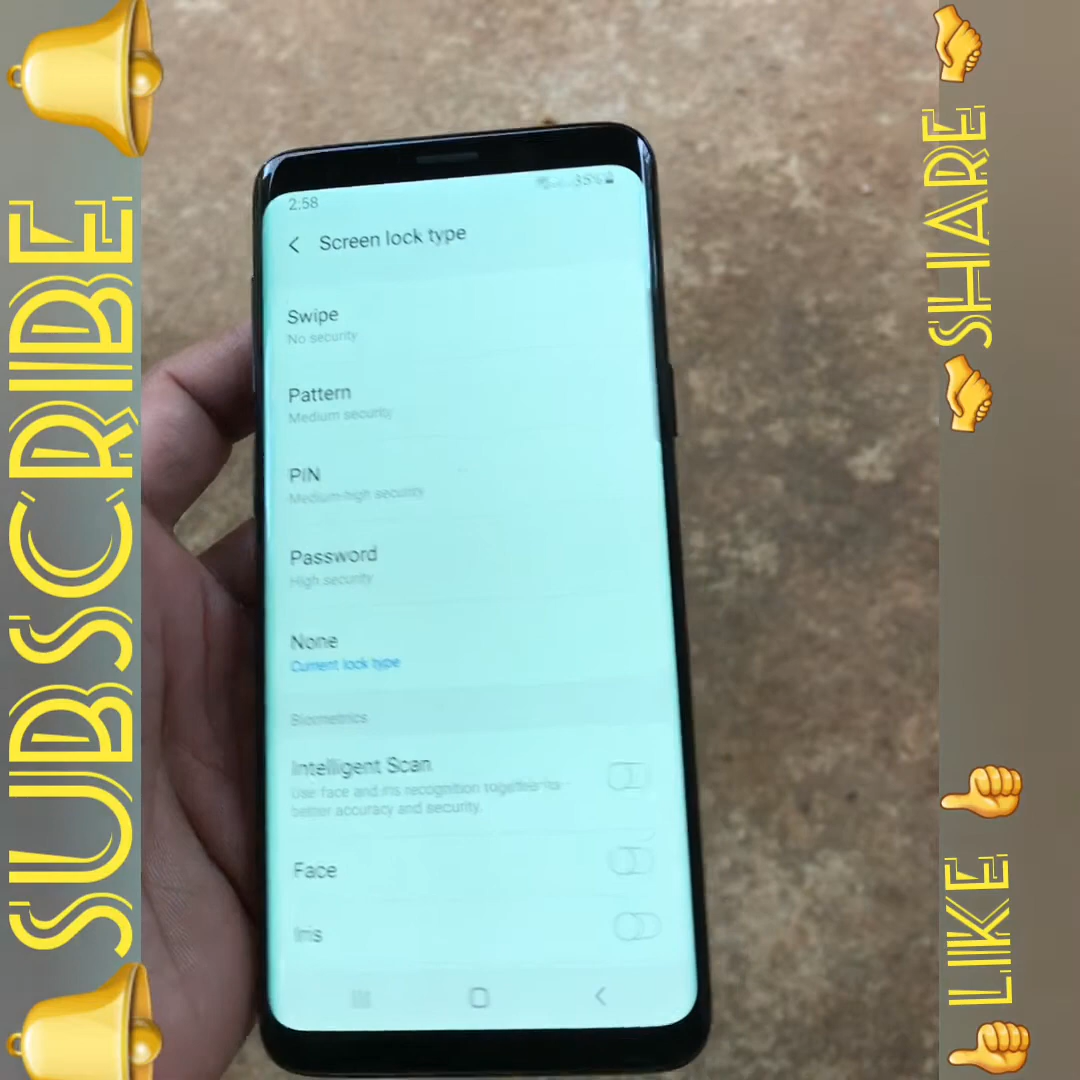 SUBSCRIBE
2:58
35%
Screen lock type
Swipe
No security
Pattern
Medium security
PIN
Medium-high security
Password
High security
None
Current lock type
Biometrics
Intelligent Scan
Use face and iris recognition together for
better accuracy and security.
Face
Iris
SHARE
LIKE